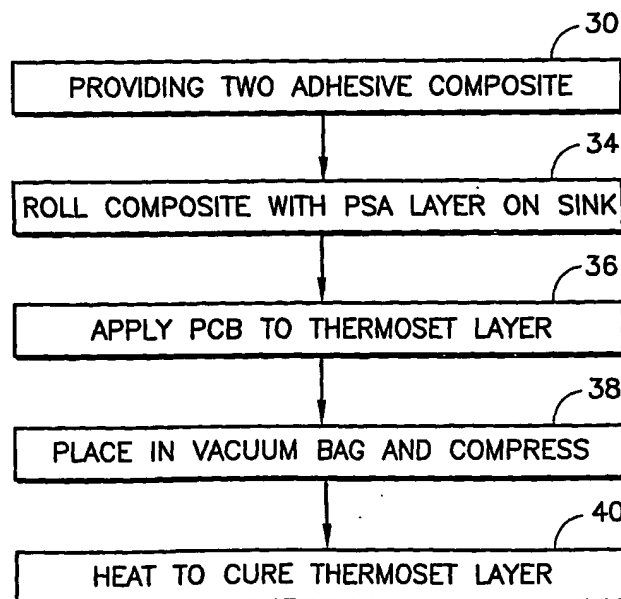 30
PROVIDING TWO ADHESIVE COMPOSITE
34
ROLL COMPOSITE WITH PSA LAYER ON SINK
36
APPLY PCB TO THERMOSET LAYER
38
PLACE IN VACUUM BAG AND COMPRESS
40
HEAT TO CURE THERMOSET LAYER